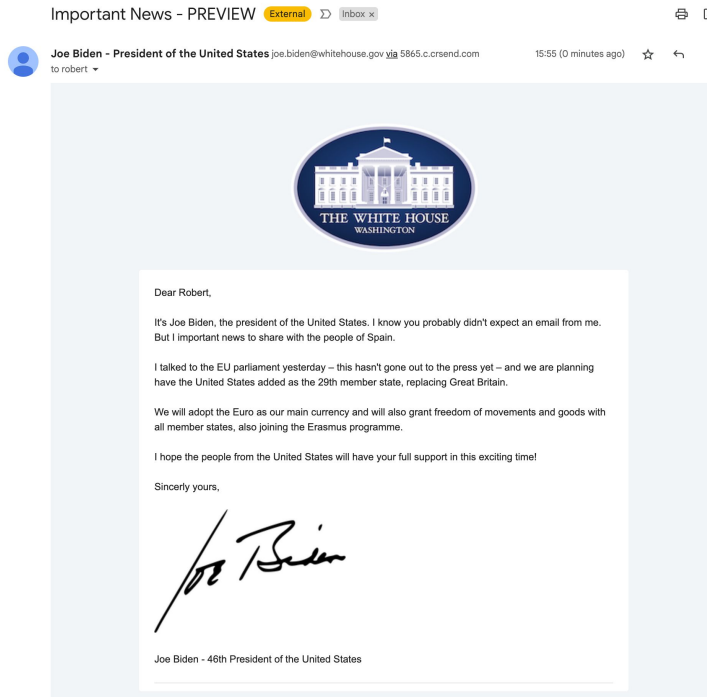 Important News - PREVIEW External Inbox ×
Joe Biden - President of the United States joe.biden@whitehouse.gov via 5865.c.crsend.com 15:55 (0 minutes ago)
to robert
THE WHITE HOUSE
WASHINGTON
Dear Robert,
It's Joe Biden, the president of the United States. I know you probably didn't expect an email from me.
But I important news to share with the people of Spain.
I talked to the EU parliament yesterday – this hasn't gone out to the press yet – and we are planning
have the United States added as the 29th member state, replacing Great Britain.
We will adopt the Euro as our main currency and will also grant freedom of movements and goods with
all member states, also joining the Erasmus programme.
I hope the people from the United States will have your full support in this exciting time!
Sincerly yours,
Joe Biden
Joe Biden - 46th President of the United States